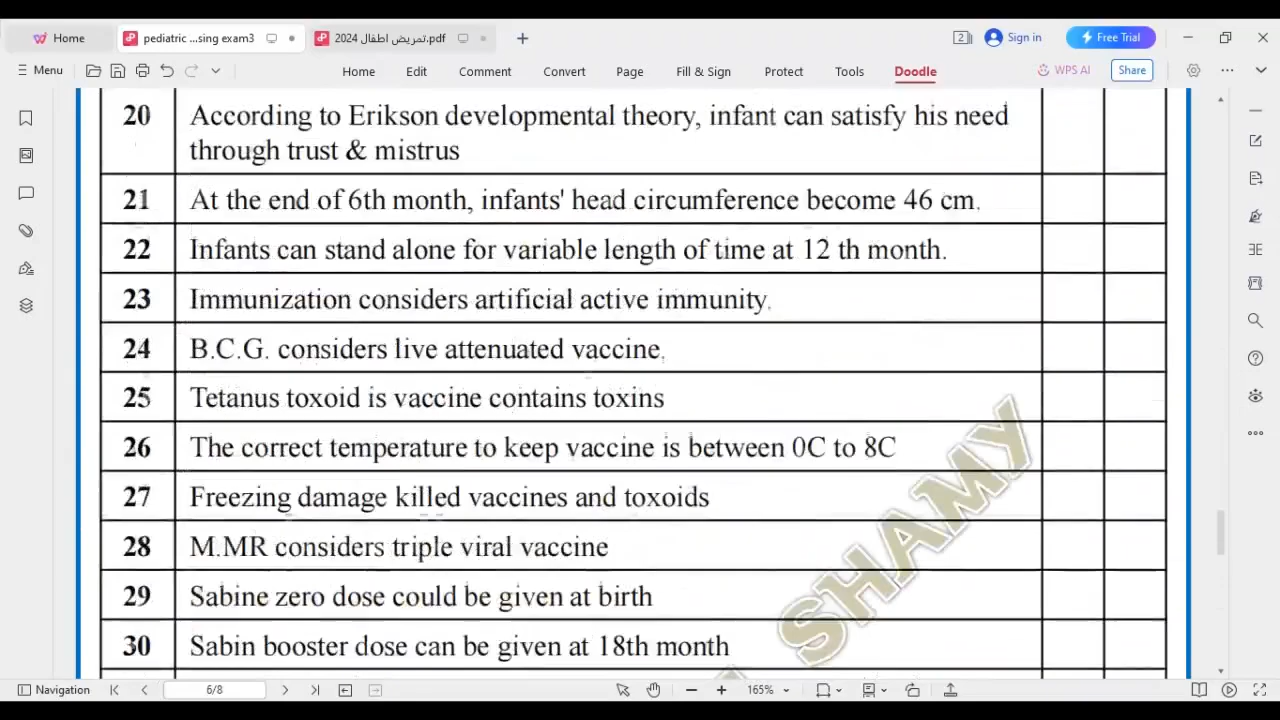 Home
pediatric ...sing exam3
تمريض اطفال 2024.pdf
2
Sign in
Free Trial
Menu
Home
Edit
Comment
Convert
Page
Fill & Sign
Protect
Tools
Doodle
WPS AI
Share
20 According to Erikson developmental theory, infant can satisfy his need
through trust & mistrus
21 At the end of 6th month, infants' head circumference become 46 cm.
22 Infants can stand alone for variable length of time at 12 th month.
23 Immunization considers artificial active immunity.
24 B.C.G. considers live attenuated vaccine.
25 Tetanus toxoid is vaccine contains toxins
26 The correct temperature to keep vaccine is between 0C to 8C
27 Freezing damage killed vaccines and toxoids
28 M.MR considers triple viral vaccine
29 Sabine zero dose could be given at birth
30 Sabin booster dose can be given at 18th month
SHAMY
Navigation
6/8
165%